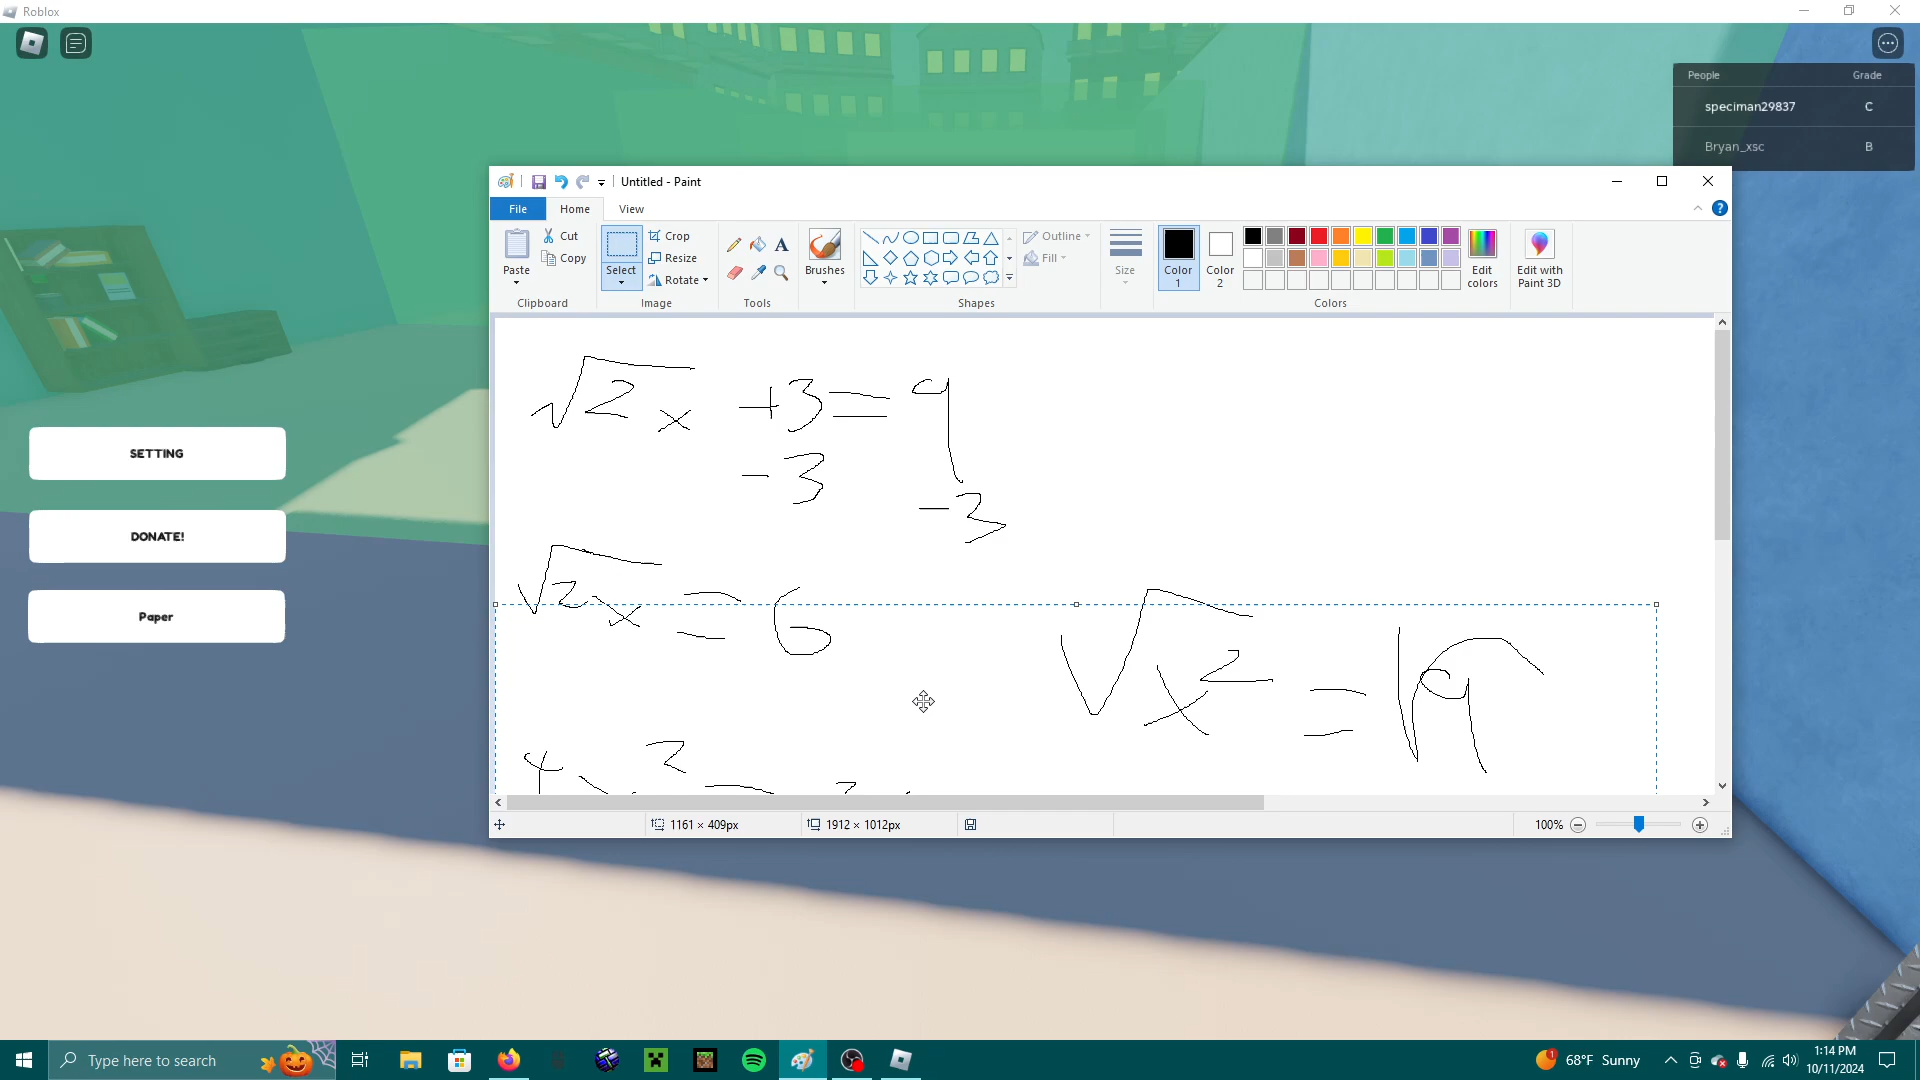 Roblox
People Grade
speciman29837 C
Bryan_xsc B
Untitled - Paint
File Home View
Paste Cut Copy Select Crop Resize Rotate Brushes Outline Fill Size Color 1 Color 2 Edit colors Edit with Paint 3D
Clipboard Image Tools Shapes Colors
√2x +3=9
-3
-3
√2x = 6
√x² =
SETTING
DONATE!
Paper
1161 × 409px 1912 × 1012px 100%
Type here to search
68°F Sunny
1:14 PM
10/11/2024